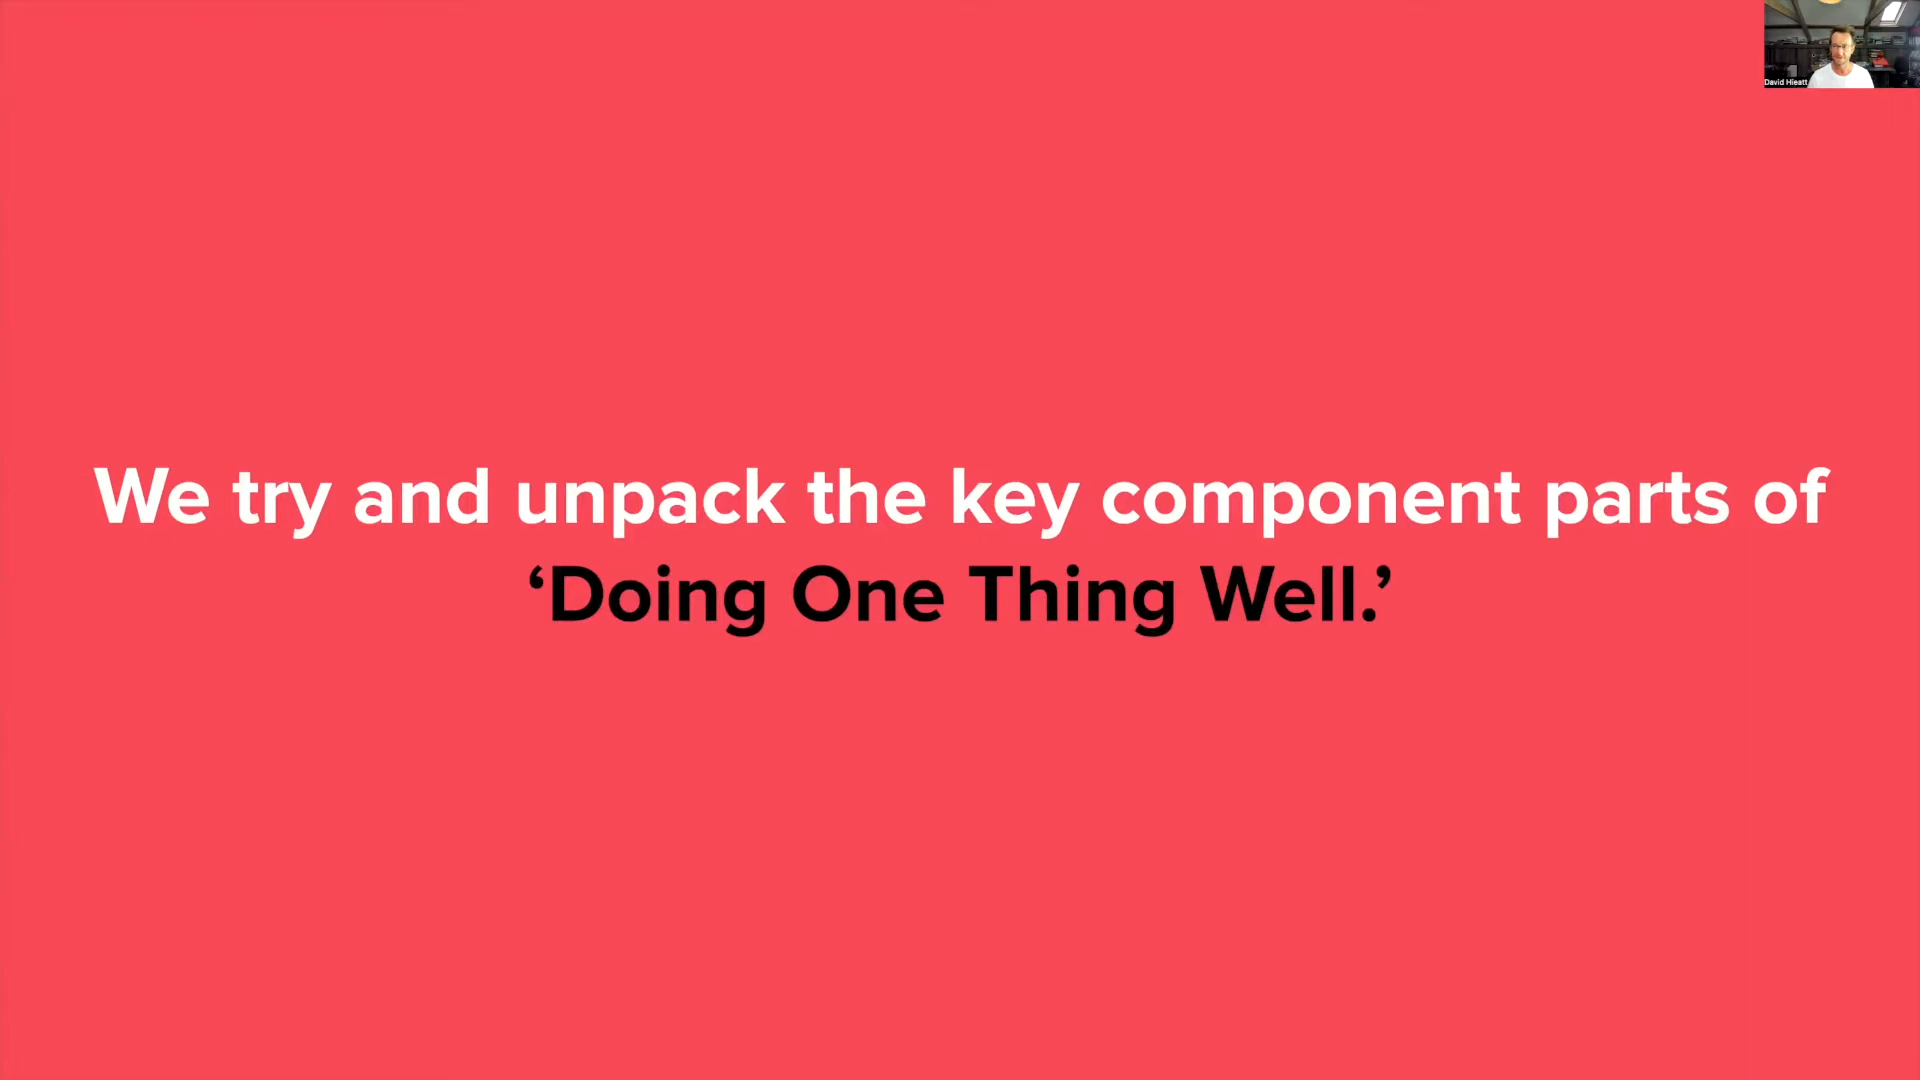 David Hieatt
We try and unpack the key component parts of
‘Doing One Thing Well.’